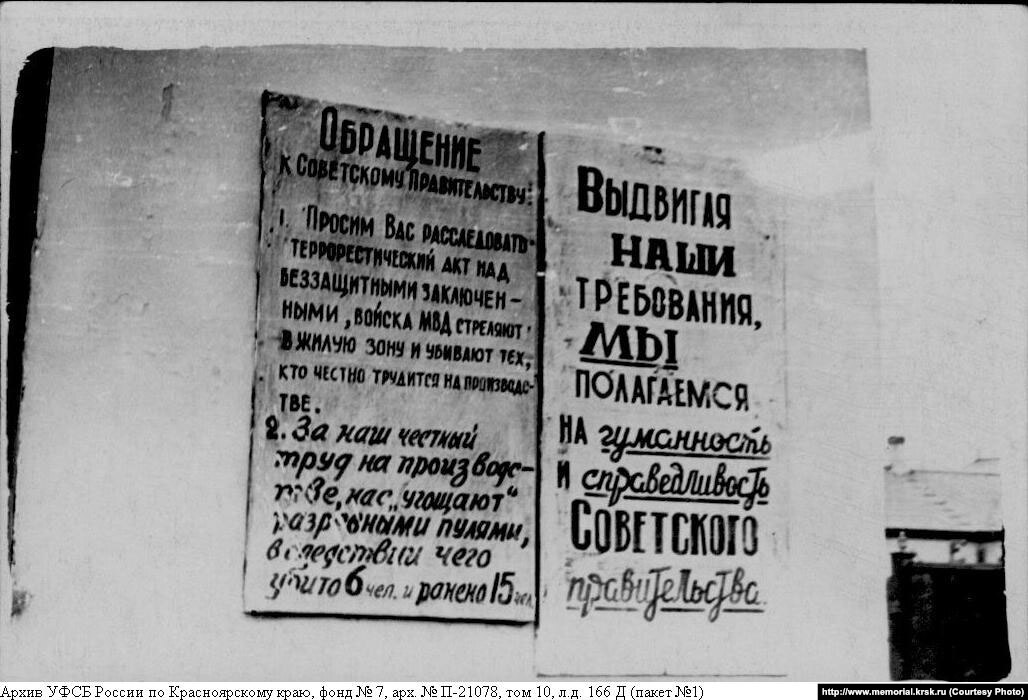 ОБРАЩЕНИЕ
К СОВЕТСКОМУ ПРАВИТЕЛЬСТВУ:
1. ПРОСИМ ВАС РАССЛЕДОВАТЬ
ТЕРРОРЕСТИЧЕСКИЙ АКТ НАД
БЕЗЗАЩИТНЫМИ ЗАКЛЮЧЕН-
НЫМИ, ВОЙСКА МВД СТРЕЛЯЮТ
В ЖИЛУЮ ЗОНУ И УБИВАЮТ ТЕХ,
КТО ЧЕСТНО ТРУДИТСЯ НА ПРОИЗВОДС-
ТВЕ.
2. За наш честный
труд на производс-
тве, нас „угощают“
разрывными пулями,
вследствии чего
убито 6 чел. и ранено 15 чел.
ВЫДВИГАЯ
НАШИ
ТРЕБОВАНИЯ,
МЫ
ПОЛАГАЕМСЯ
НА гуманность
И справедливость
СОВЕТСКОГО
правительства.
Архив УФСБ России по Красноярскому краю, фонд № 7, арх. № П-21078, том 10, л.д. 166 Д (пакет №1)
http://www.memorial.krsk.ru (Courtesy Photo)